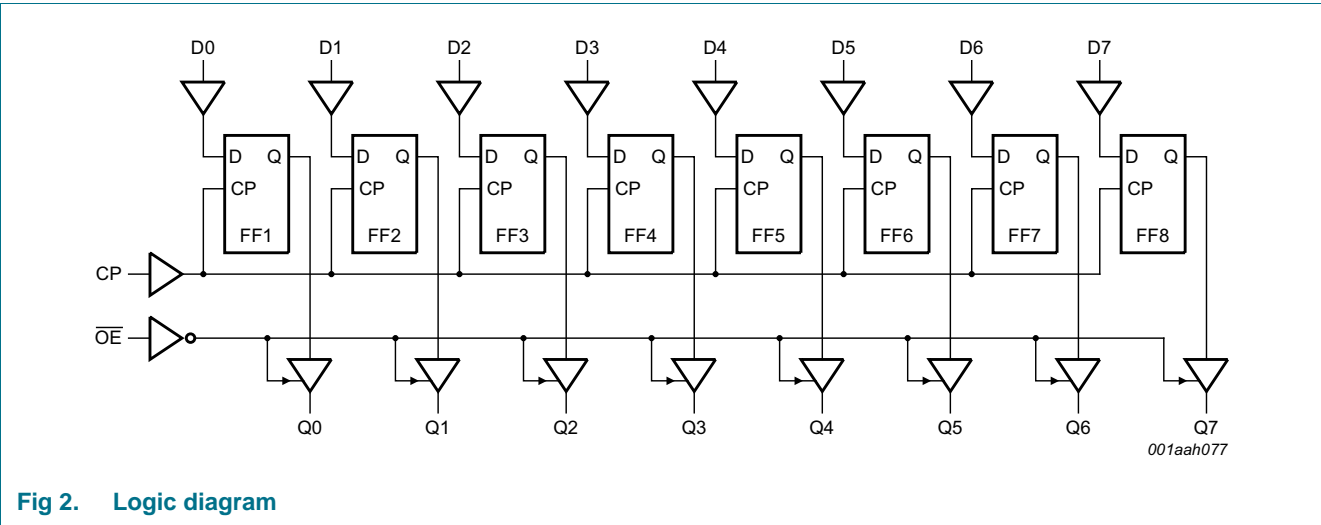 D0 D1 D2 D3 D4 D5 D6 D7
D Q D Q D Q D Q D Q D Q D Q D Q
CP CP CP CP CP CP CP CP
FF1 FF2 FF3 FF4 FF5 FF6 FF7 FF8
CP
OE
Q0 Q1 Q2 Q3 Q4 Q5 Q6 Q7
001aah077
Fig 2. Logic diagram